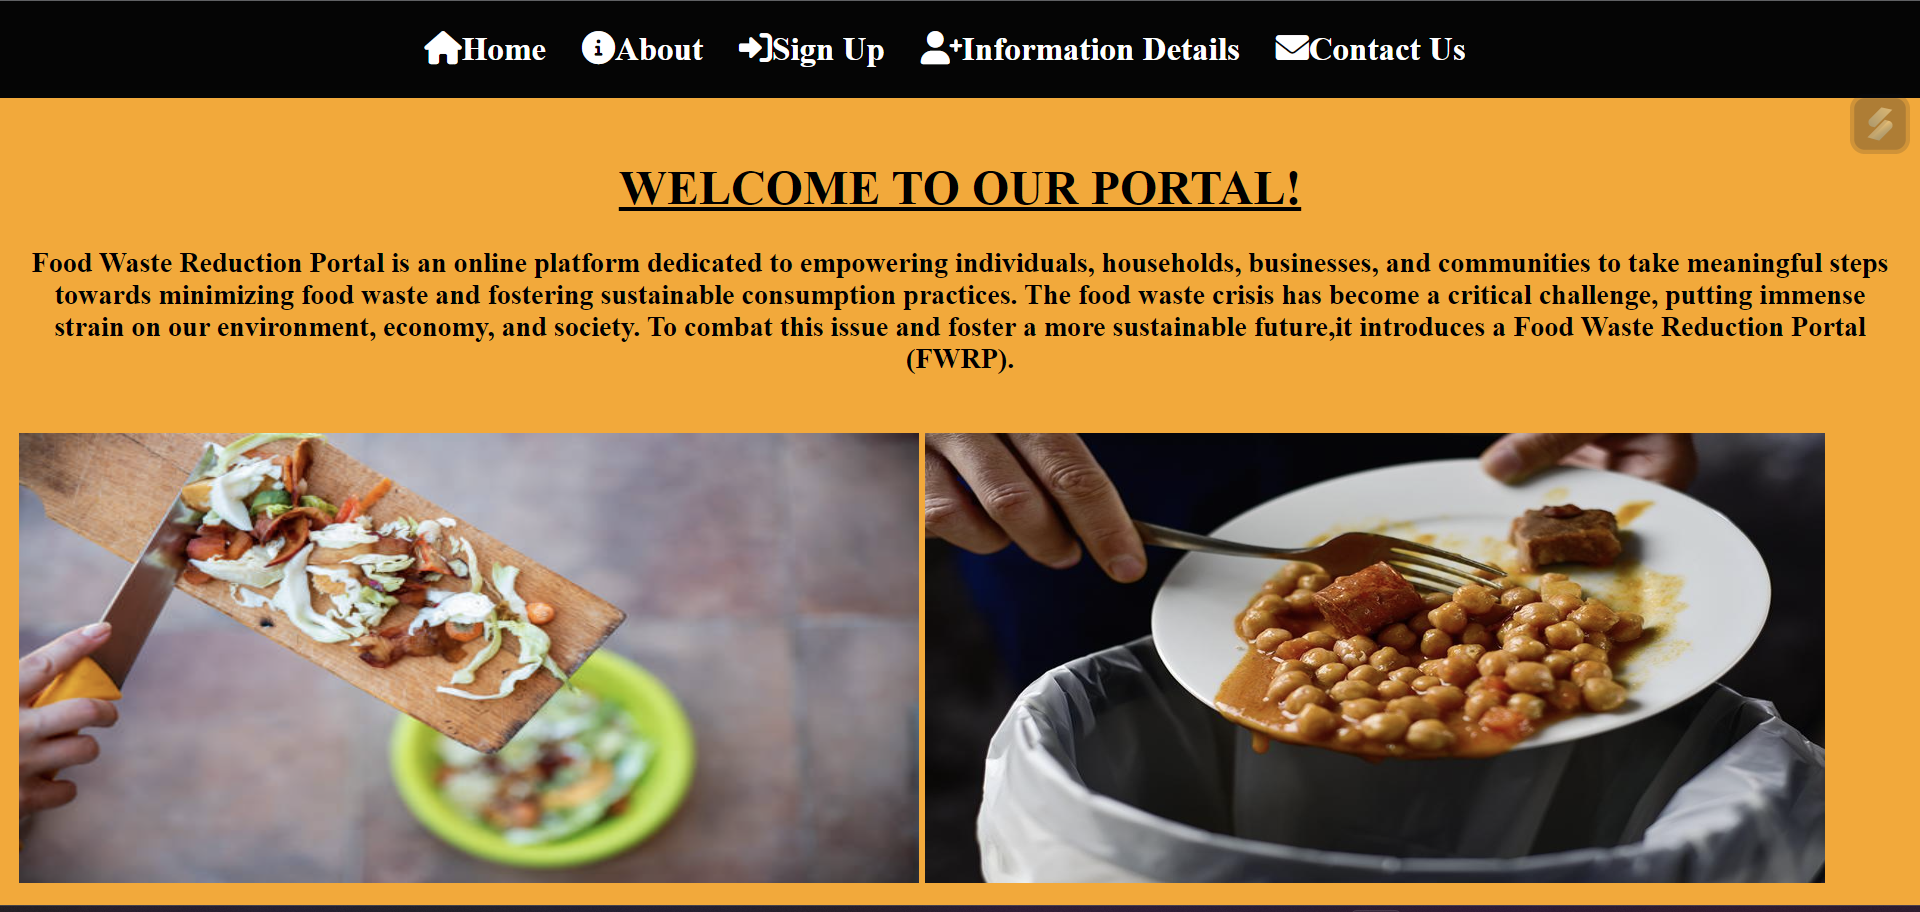 Home About Sign Up Information Details Contact Us
WELCOME TO OUR PORTAL!
Food Waste Reduction Portal is an online platform dedicated to empowering individuals, households, businesses, and communities to take meaningful steps
towards minimizing food waste and fostering sustainable consumption practices. The food waste crisis has become a critical challenge, putting immense
strain on our environment, economy, and society. To combat this issue and foster a more sustainable future,it introduces a Food Waste Reduction Portal
(FWRP).